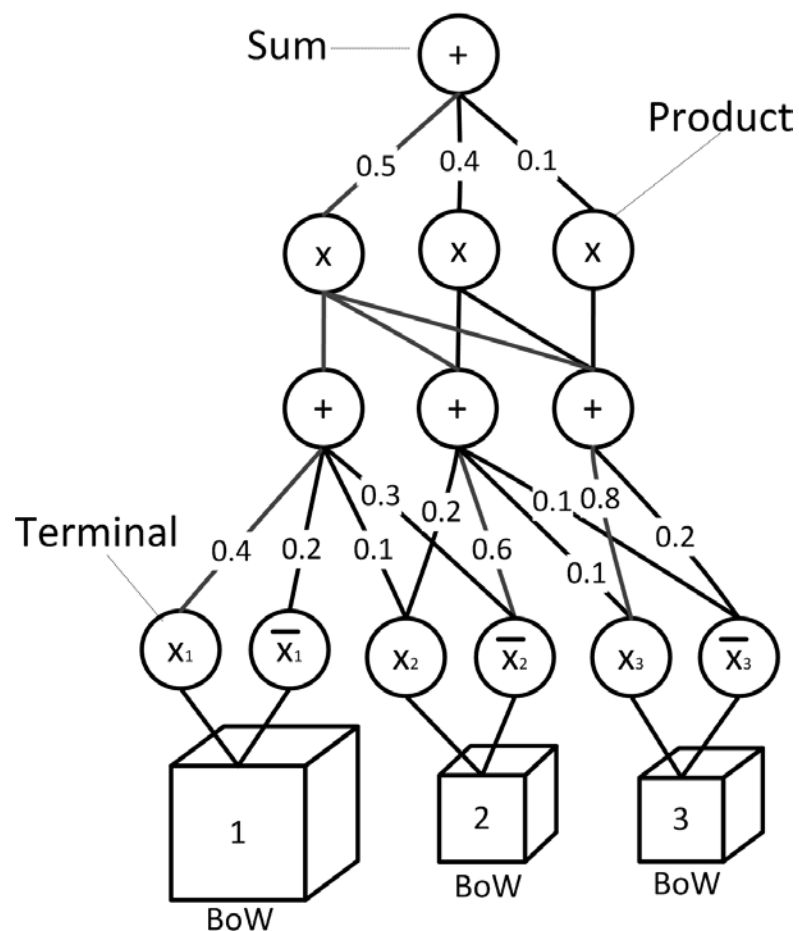 Sum
+
Product
0.5 0.4 0.1
x x x
+ + +
Terminal
0.4 0.2 0.1 0.3 0.2 0.6 0.1 0.1 0.8 0.2
x₁ x̅₁ x₂ x̅₂ x₃ x̅₃
1 2 3
BoW BoW BoW